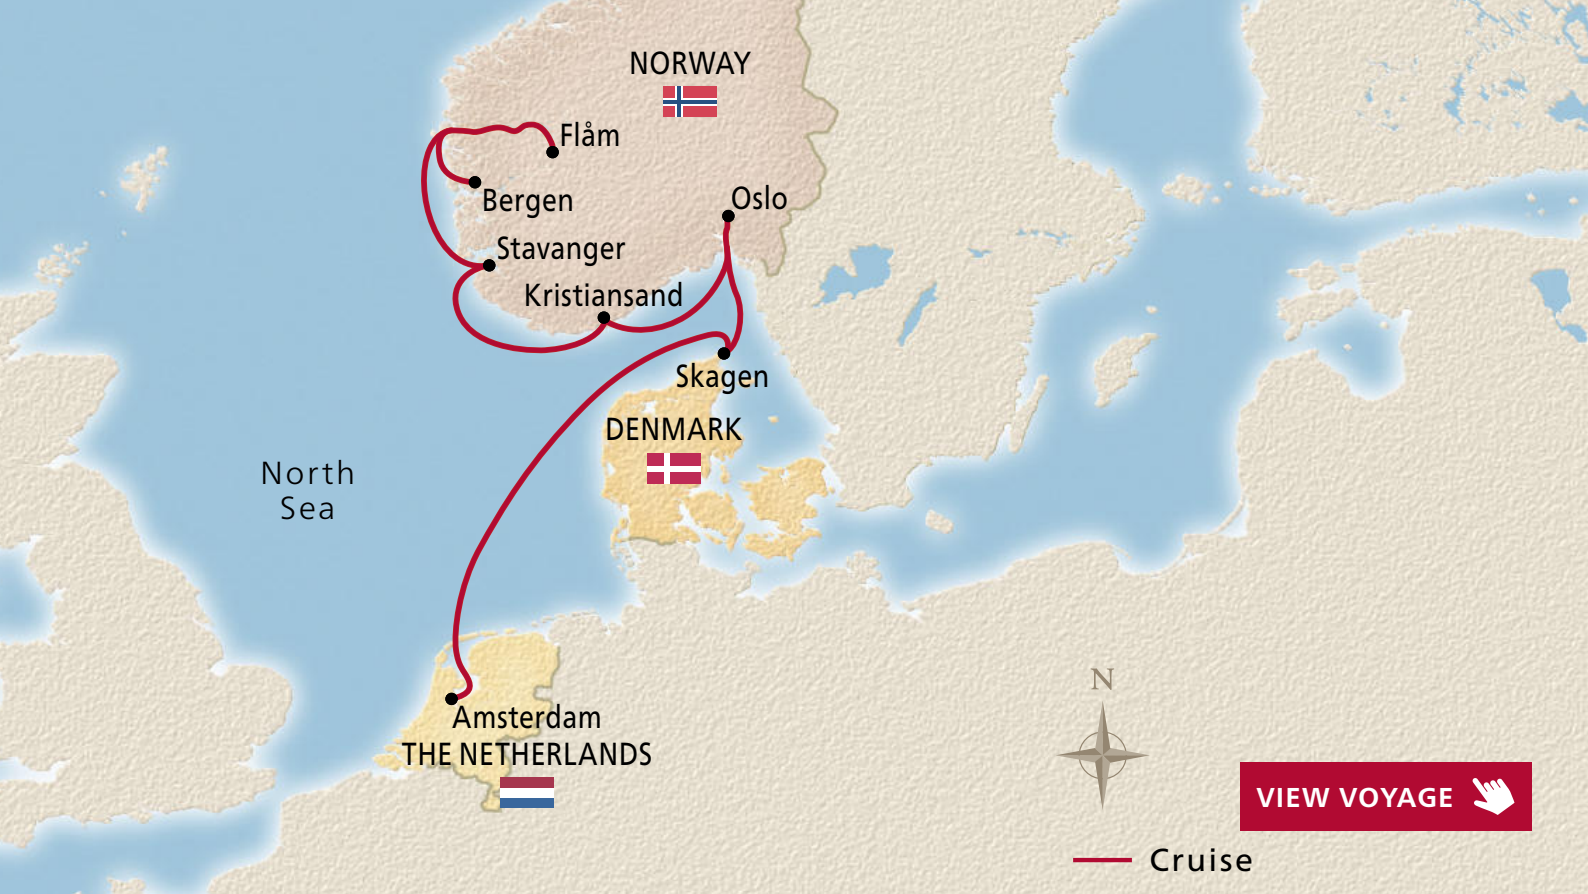 NORWAY
Flåm
Bergen
Oslo
Stavanger
Kristiansand
Skagen
DENMARK
North
Sea
Amsterdam
THE NETHERLANDS
N
VIEW VOYAGE
Cruise